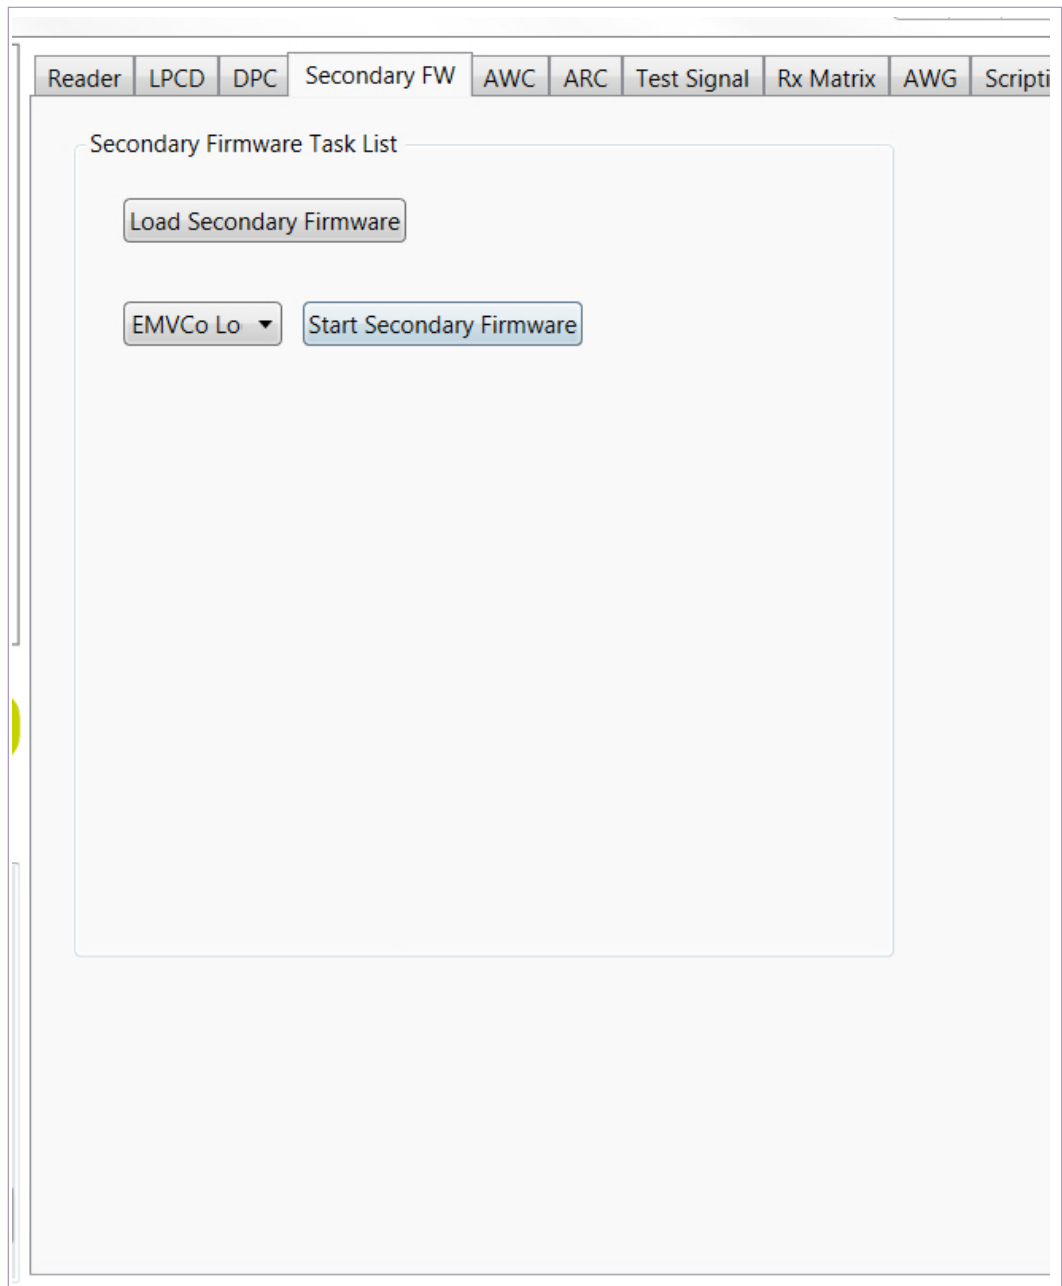 Reader LPCD DPC Secondary FW AWC ARC Test Signal Rx Matrix AWG Scripti
Secondary Firmware Task List
Load Secondary Firmware
EMVCo Lo Start Secondary Firmware